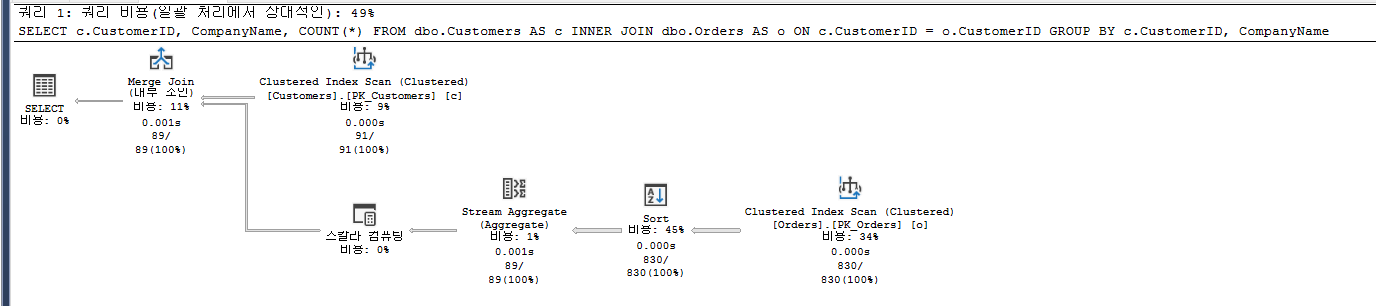 쿼리 1: 쿼리 비용(일괄 처리에서 상대적인): 49%
SELECT c.CustomerID, CompanyName, COUNT(*) FROM dbo.Customers AS c INNER JOIN dbo.Orders AS o ON c.CustomerID = o.CustomerID GROUP BY c.CustomerID, CompanyName
SELECT
비용: 0%
Merge Join
(내부 조인)
비용: 11%
0.001s
89/
89(100%)
Clustered Index Scan (Clustered)
[Customers].[PK_Customers] [c]
비용: 9%
0.000s
91/
91(100%)
스칼라 컴퓨팅
비용: 0%
Stream Aggregate
(Aggregate)
비용: 1%
0.001s
89/
89(100%)
Sort
비용: 45%
0.000s
830/
830(100%)
Clustered Index Scan (Clustered)
[Orders].[PK_Orders] [o]
비용: 34%
0.000s
830/
830(100%)